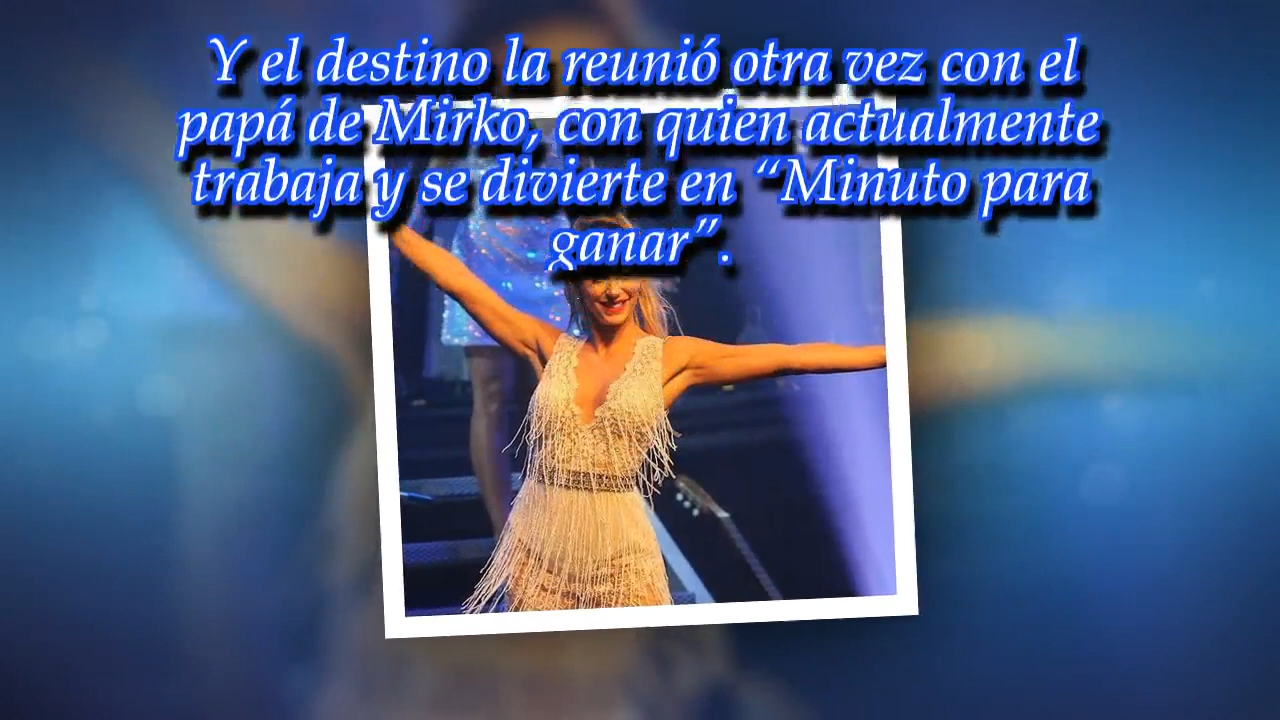 Y el destino la reunió otra vez con el
papá de Mirko, con quien actualmente
trabaja y se divierte en “Minuto para
ganar”.